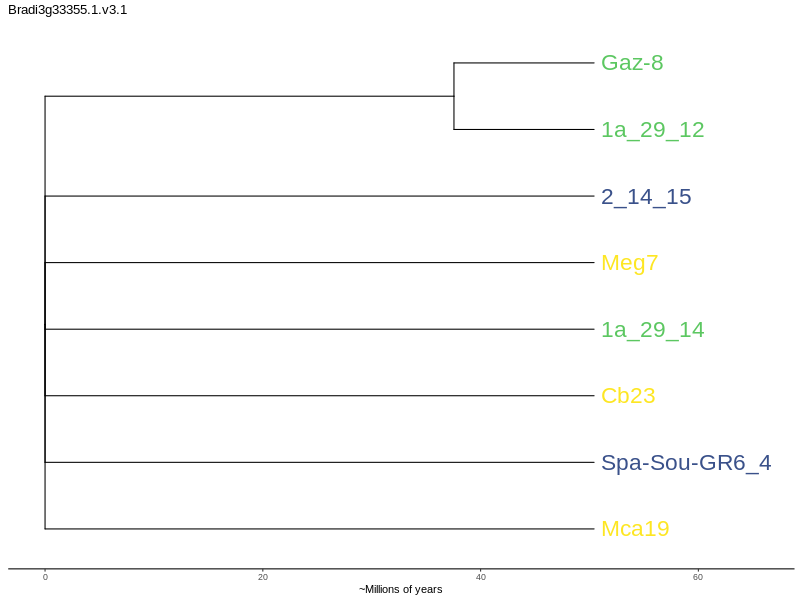 Bradi3g33355.1.v3.1
Gaz-8
1a_29_12
2_14_15
Meg7
1a_29_14
Cb23
Spa-Sou-GR6_4
Mca19
0 20 40 60
~Millions of years